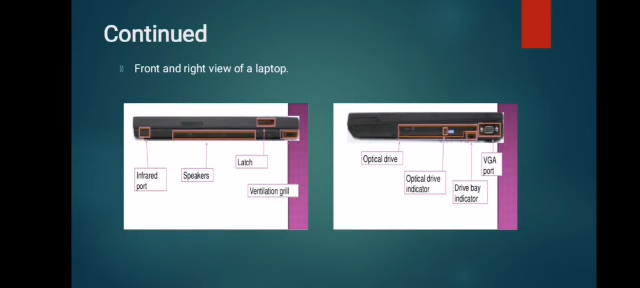 Continued
Front and right view of a laptop.
Infrared
port
Speakers
Latch
Ventilation grill
Optical drive
Optical drive
indicator
Drive bay
indicator
VGA
port